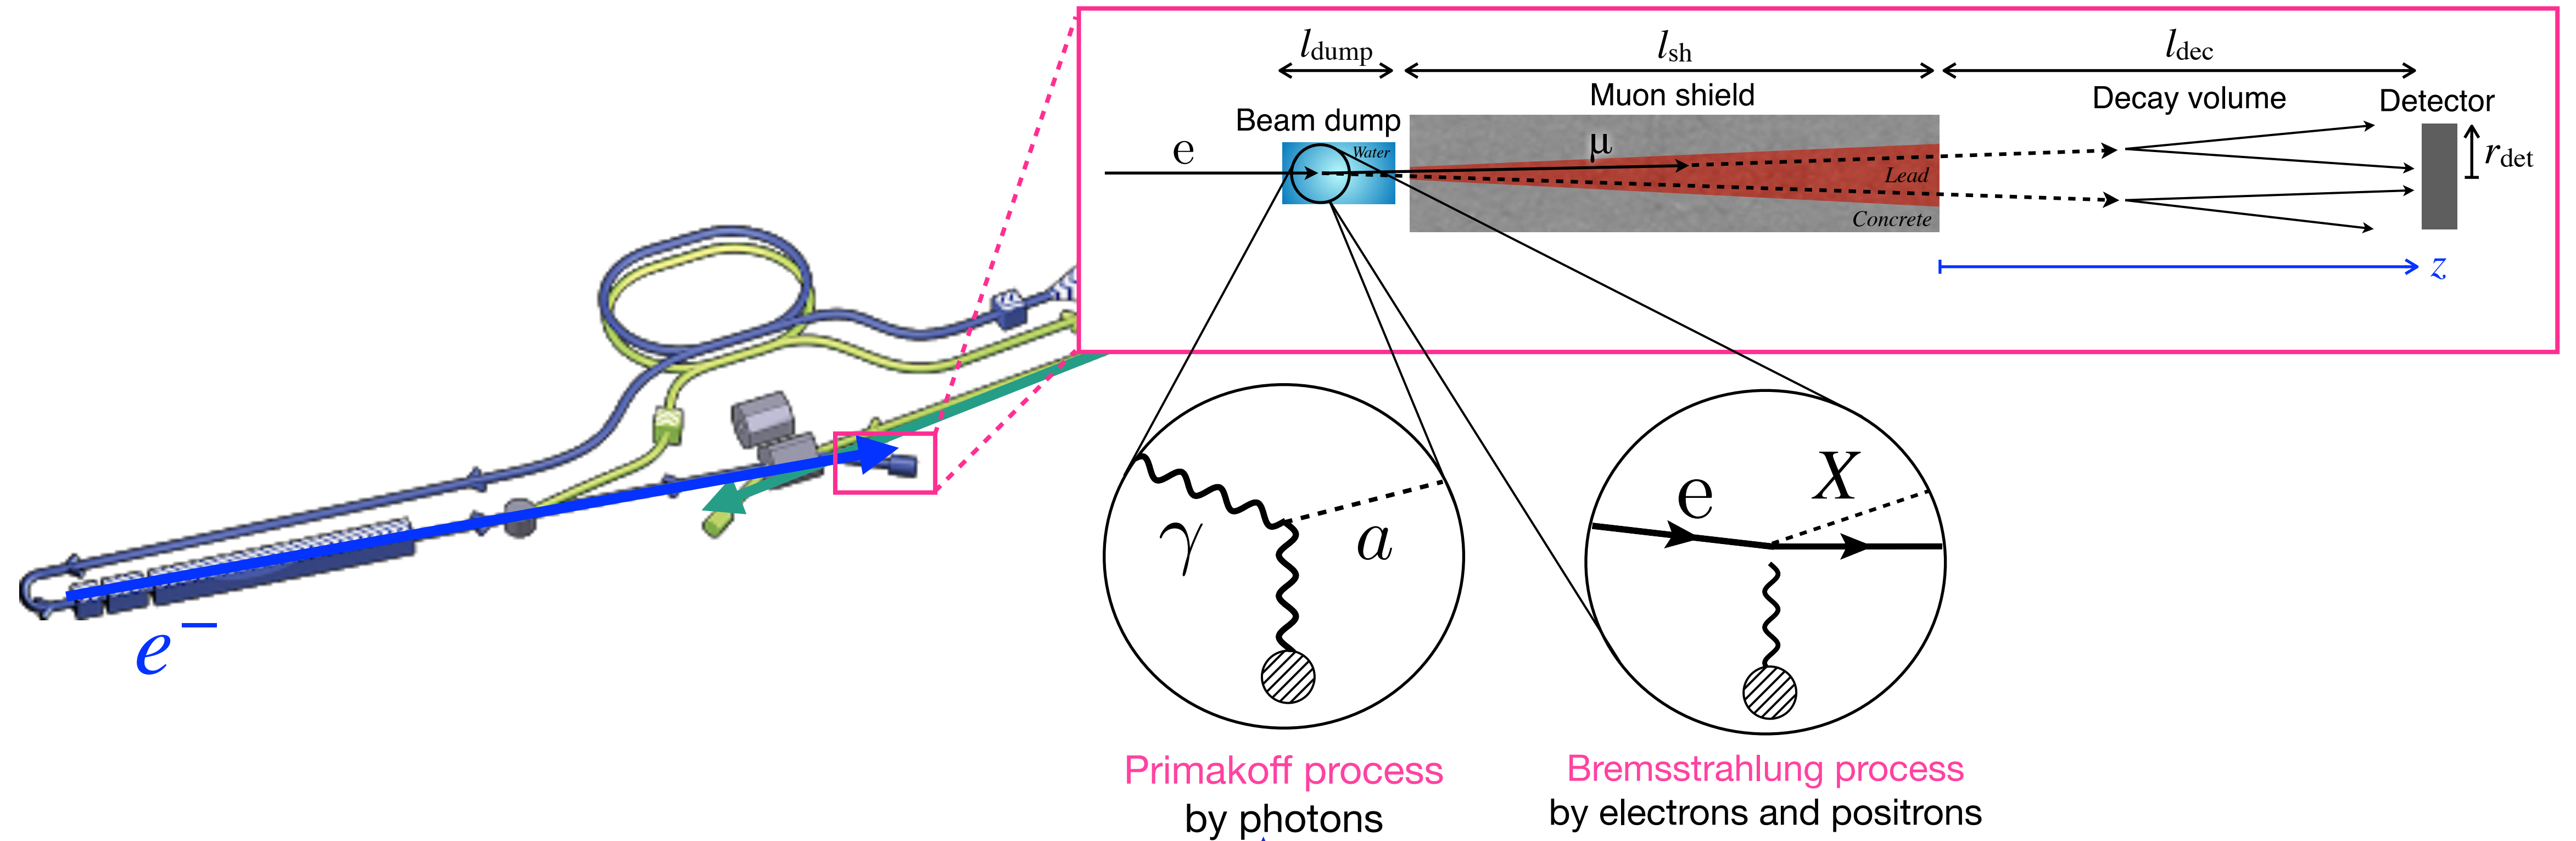 l_dump
l_sh
l_dec
Muon shield
Decay volume
Detector
Beam dump
e
Water
μ
r_det
Lead
Concrete
z
e⁻
γ
a
e
X
Primakoff process
by photons
Bremsstrahlung process
by electrons and positrons